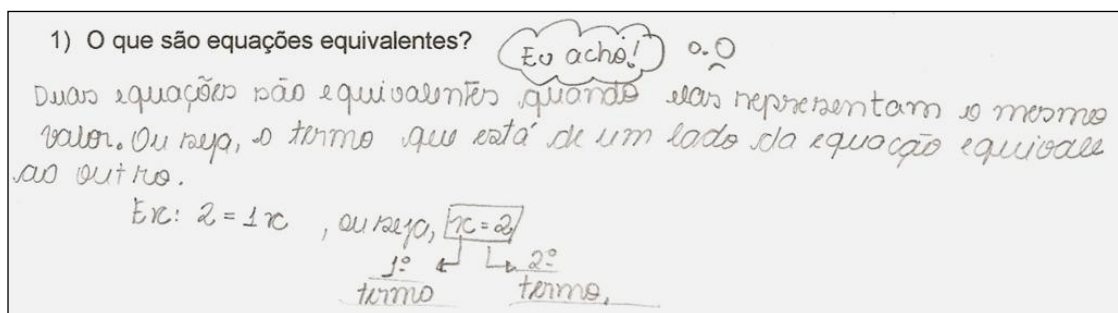 1) O que são equações equivalentes? Eu acho!
Duas equações são equivalentes quando elas representam o mesmo
valor. Ou seja, o termo que está de um lado da equação equivale
ao outro.
Ex: 2 = 1x , ou seja, x = 2
1º termo 2º termo.